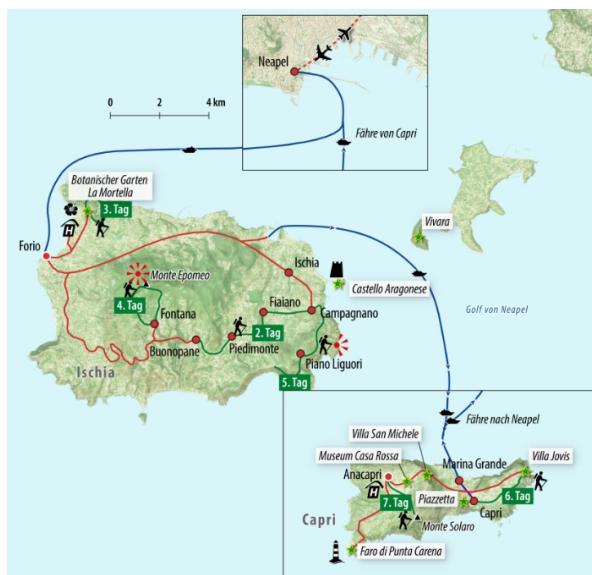 Neapel
0 2 4 km
Fähre von Capri
Botanischer Garten
La Mortella
3. Tag
H
Forio
Vivara
Monte Epomeo
Ischia
Castello Aragonese
4. Tag
Golf von Neapel
Fontana
Fiaiano
Campagnano
2. Tag
Buonopane
Piedimonte
Piano Liguori
Ischia
5. Tag
Fähre nach Neapel
Villa San Michele
Museum Casa Rossa
Marina Grande
Villa Jovis
Anacapri
H
Piazzetta
6. Tag
7. Tag
Capri
Capri
Monte Solaro
Faro di Punta Carena